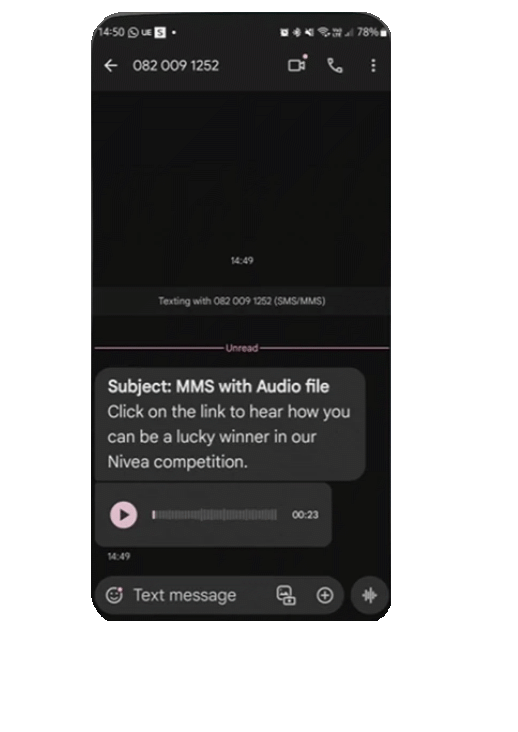 14:50 UE S
78%
082 009 1252
14:49
Texting with 082 009 1252 (SMS/MMS)
Unread
Subject: MMS with Audio file
Click on the link to hear how you
can be a lucky winner in our
Nivea competition.
00:23
14:49
Text message